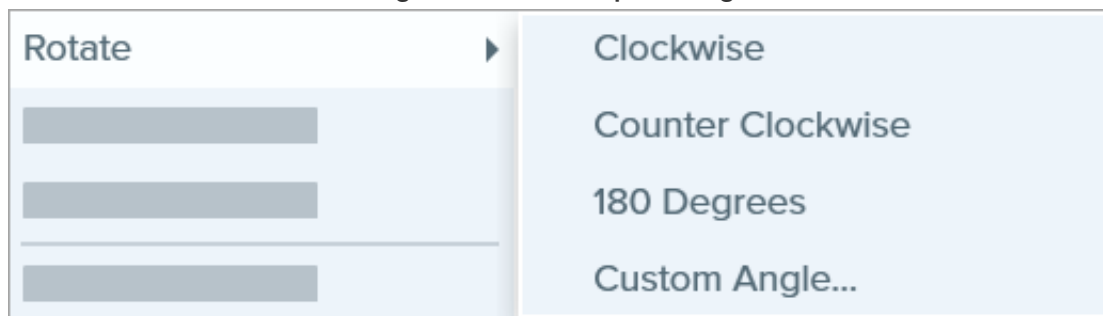 Rotate
Clockwise
Counter Clockwise
180 Degrees
Custom Angle...